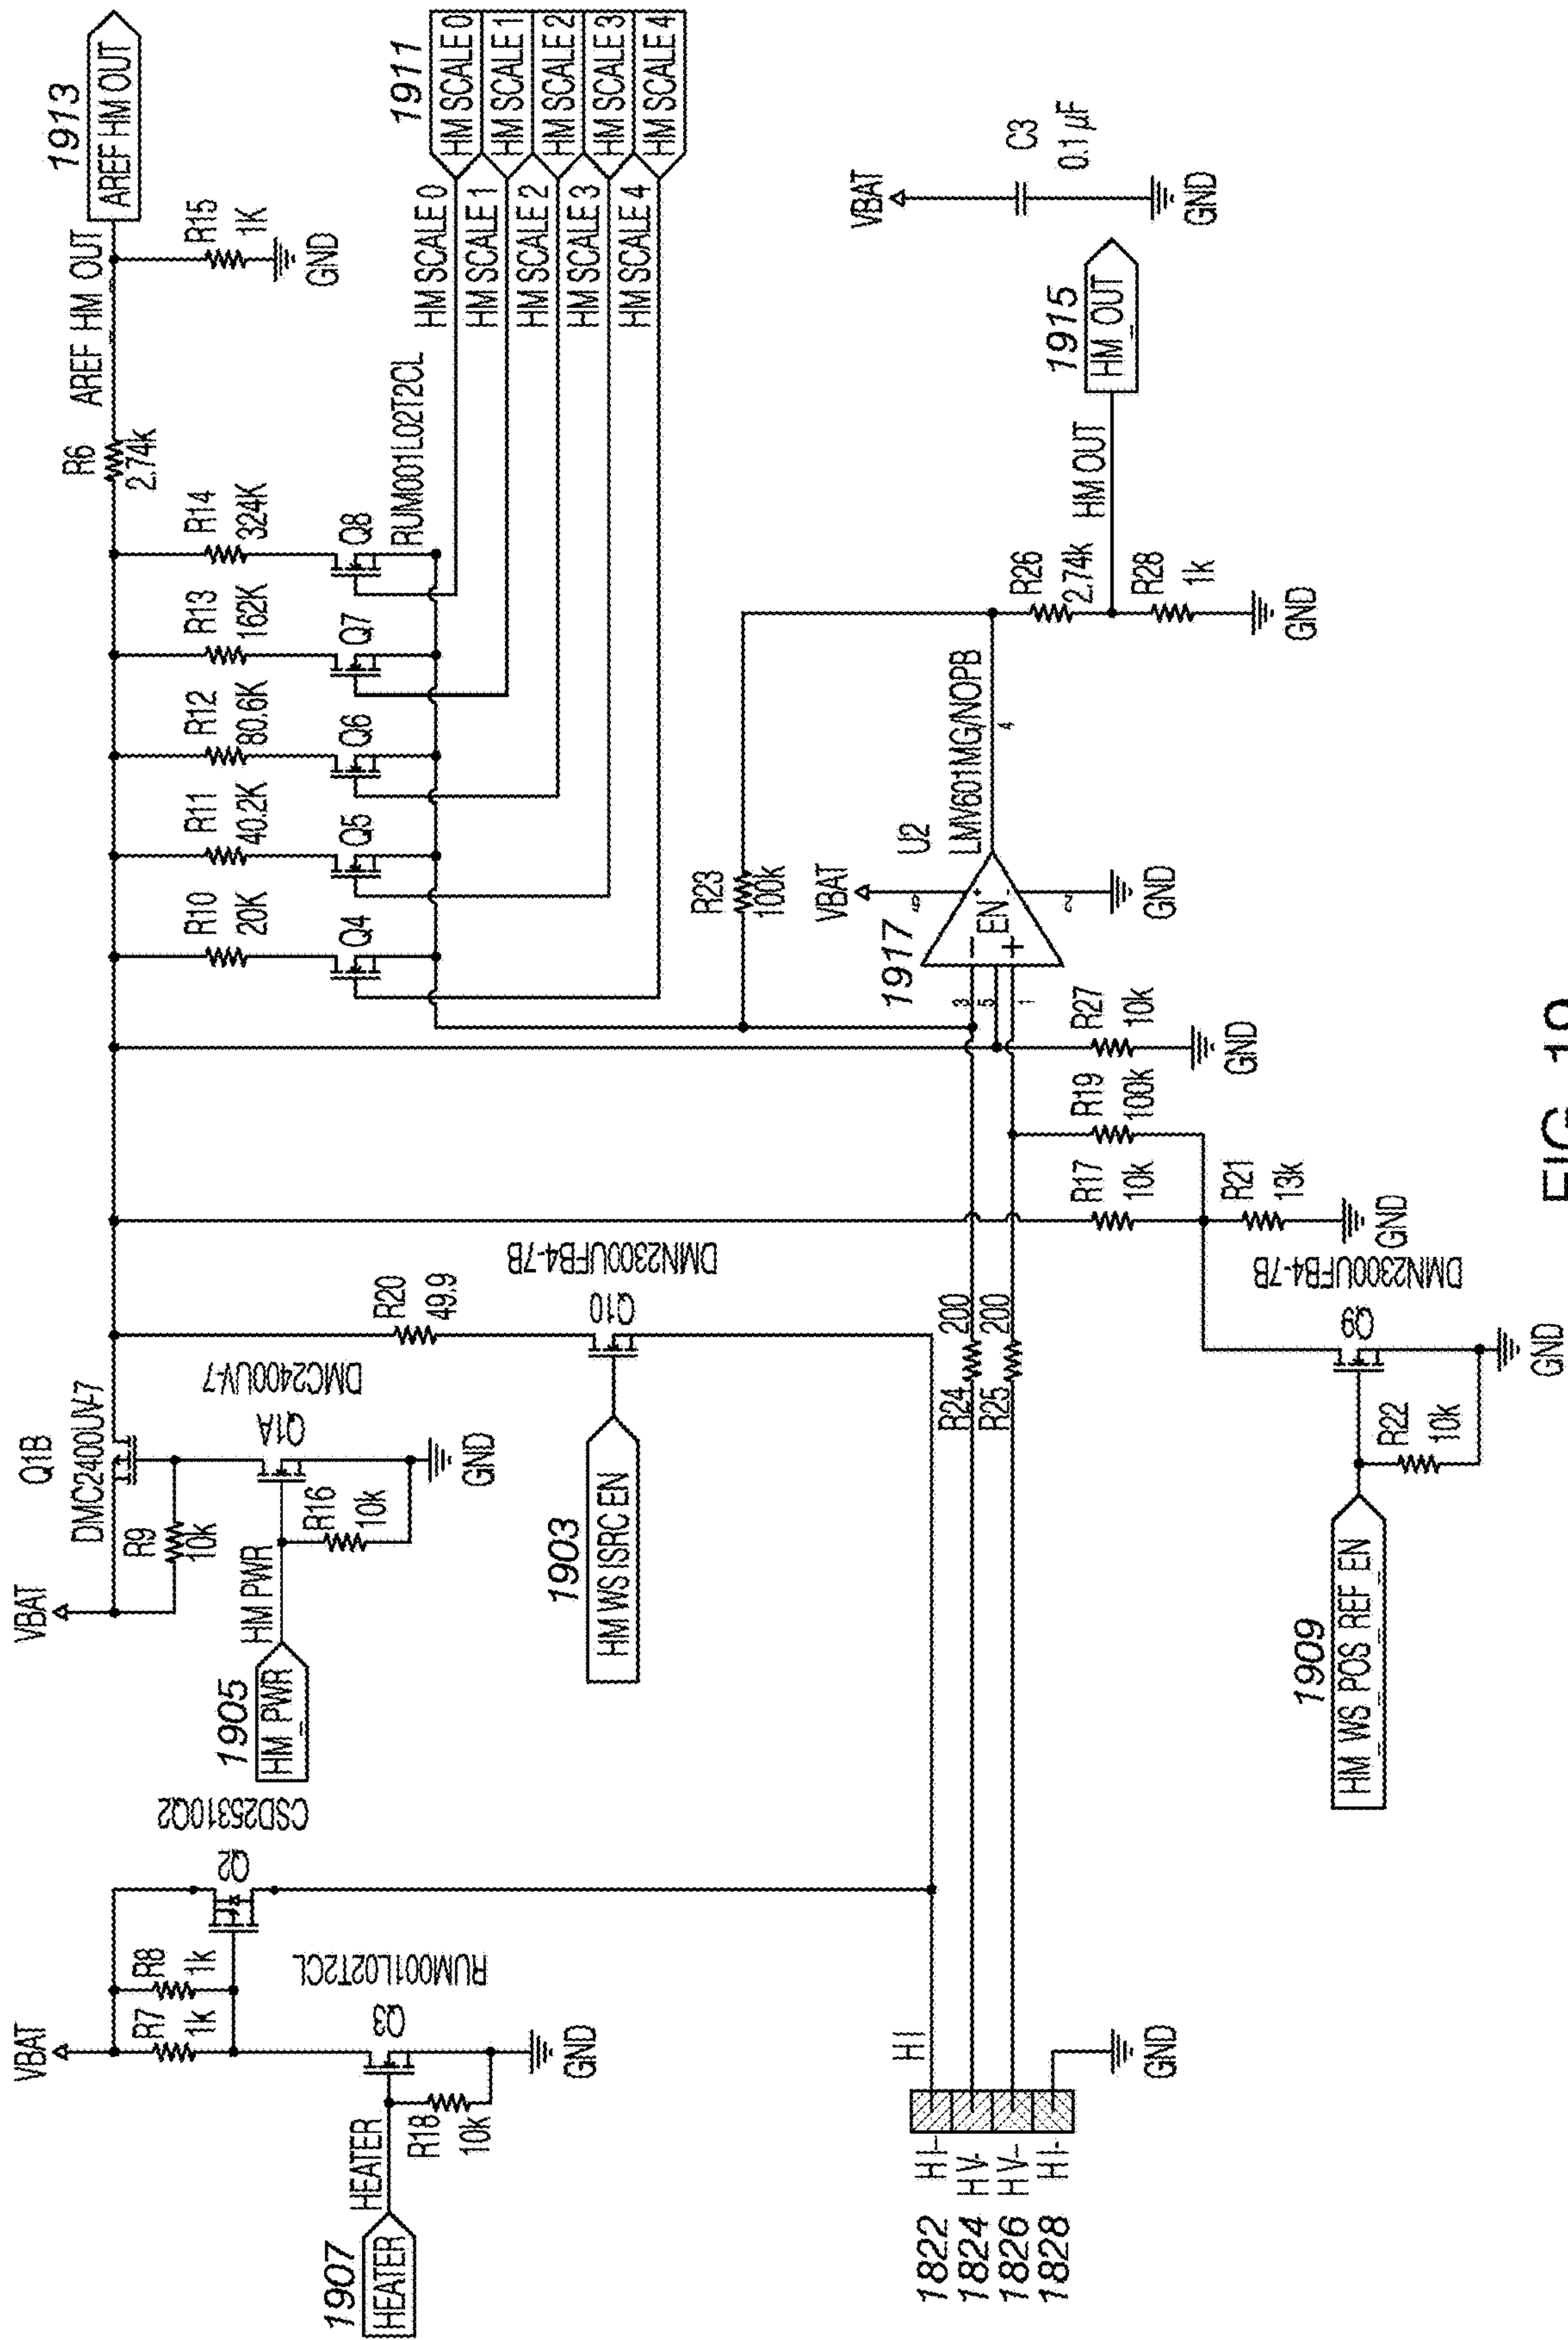 1913
AREF HM OUT
AREF HM OUT
R15
1K
GND
R6
2.74k
1911
HM SCALE 0
HM SCALE 1
HM SCALE 2
HM SCALE 3
HM SCALE 4
HM SCALE 0
HM SCALE 1
HM SCALE 2
HM SCALE 3
HM SCALE 4
RUM001L02T2CL
R14
324K
Q8
R13
162K
Q7
R12
80.6K
Q6
R11
40.2K
Q5
R10
20K
Q4
VBAT
C3
0.1 µF
GND
1915
HM_OUT
HM OUT
R26
2.74k
R28
1k
GND
R23
100k
VBAT
U2
LMV601MG/NOPB
1917
EN
3
5
1
4
2
GND
R27
10k
GND
R19
100k
R17
10k
R21
13k
GND
DMN2300UFB4-7B
Q9
GND
R22
10k
1909
HM_WS_POS_REF_EN
R20
49.9
DMN2300UFB4-7B
Q10
R24
200
R25
200
1903
HM WS ISRC EN
Q1B
DMC2400UV-7
DMC2400UV-7
Q1A
VBAT
R9
10k
R16
10k
GND
HM PWR
1905
HM_PWR
CSD25310Q2
Q2
VBAT
R8
1k
R7
1k
RUM001L02T2CL
Q3
GND
R18
10k
HEATER
1907
HEATER
HI
HI-
HV-
HV-
HI-
1822
1824
1826
1828
GND
FIG. 19